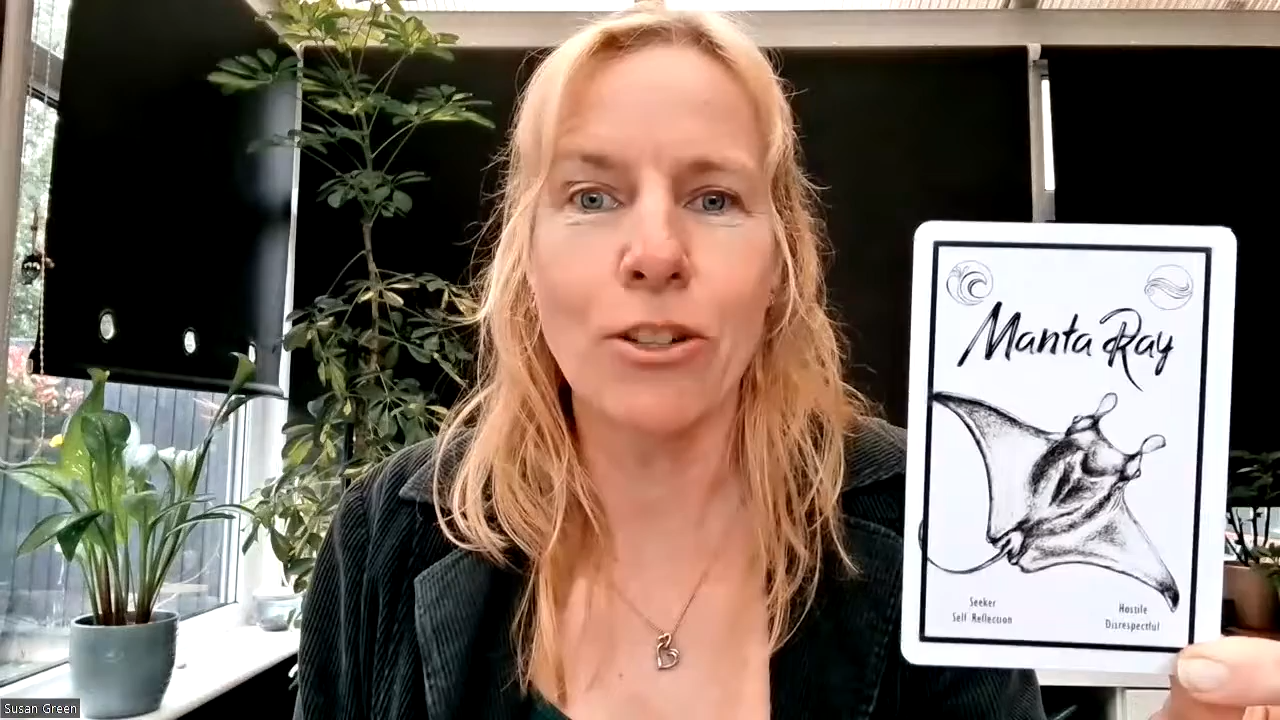 Manta Ray
Seeker
Self Reflection
Hostile
Disrespectful
Susan Green